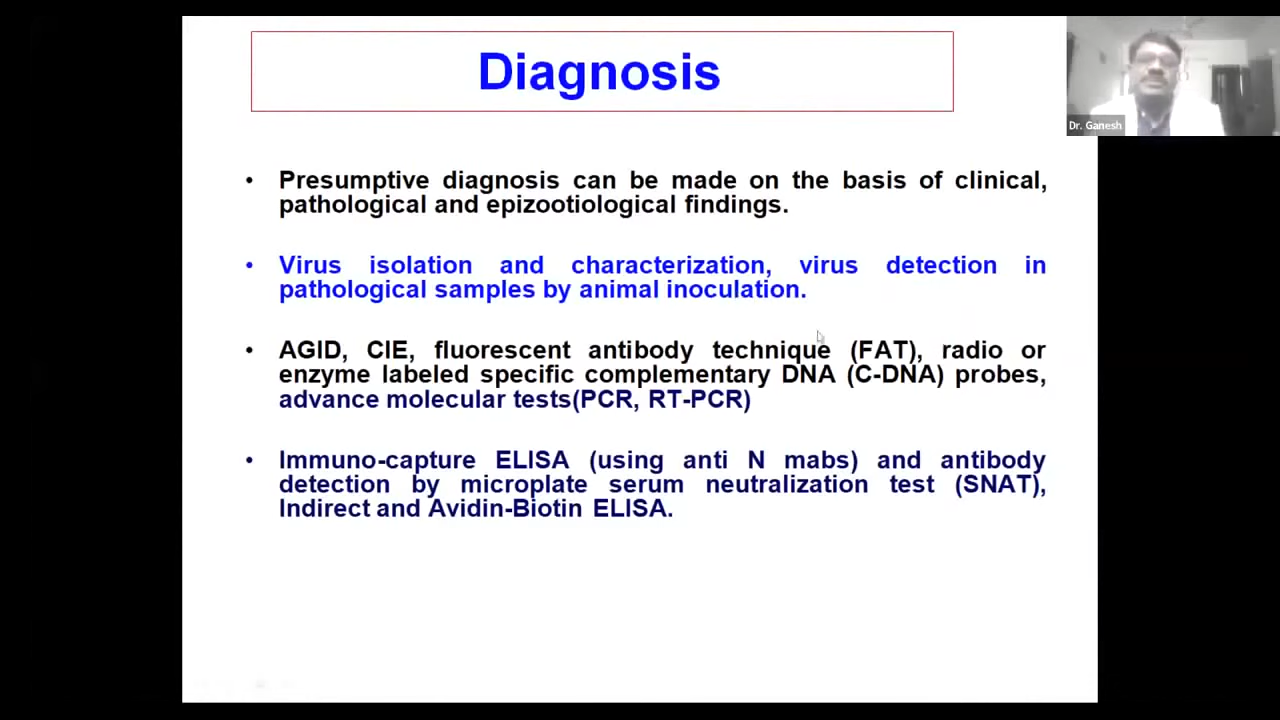 Diagnosis
Dr. Ganesh
• Presumptive diagnosis can be made on the basis of clinical,
pathological and epizootiological findings.
• Virus isolation and characterization, virus detection in
pathological samples by animal inoculation.
• AGID, CIE, fluorescent antibody technique (FAT), radio or
enzyme labeled specific complementary DNA (C-DNA) probes,
advance molecular tests(PCR, RT-PCR)
• Immuno-capture ELISA (using anti N mabs) and antibody
detection by microplate serum neutralization test (SNAT),
Indirect and Avidin-Biotin ELISA.